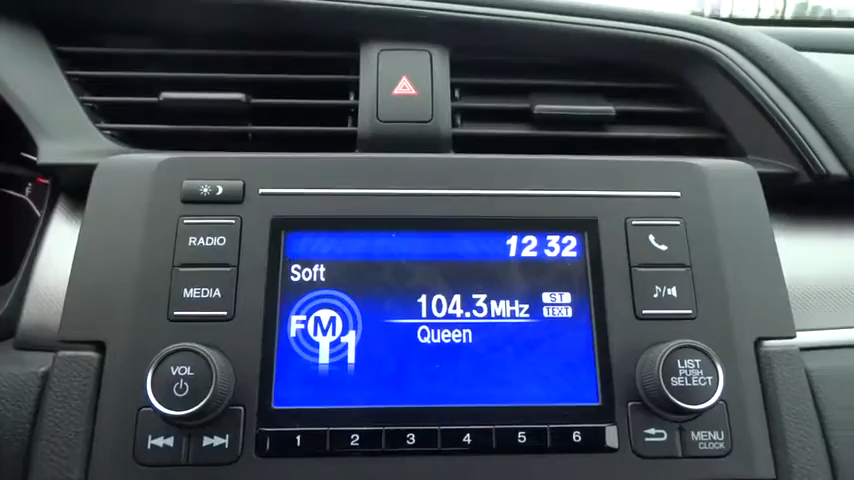 12 32
RADIO
Soft
MEDIA
104.3MHz
ST
TEXT
FM
1
Queen
VOL
LIST
PUSH
SELECT
1 2 3 4 5 6
MENU
CLOCK